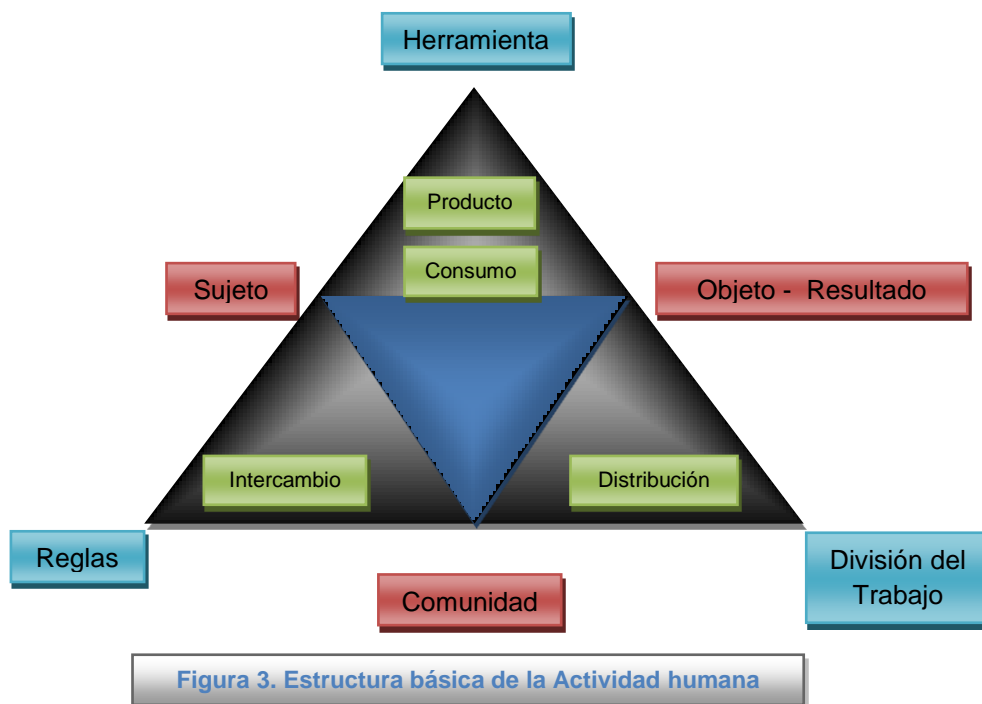 Herramienta
Producto
Consumo
Sujeto
Objeto - Resultado
Intercambio
Distribución
Reglas
Comunidad
División del
Trabajo
Figura 3. Estructura básica de la Actividad humana